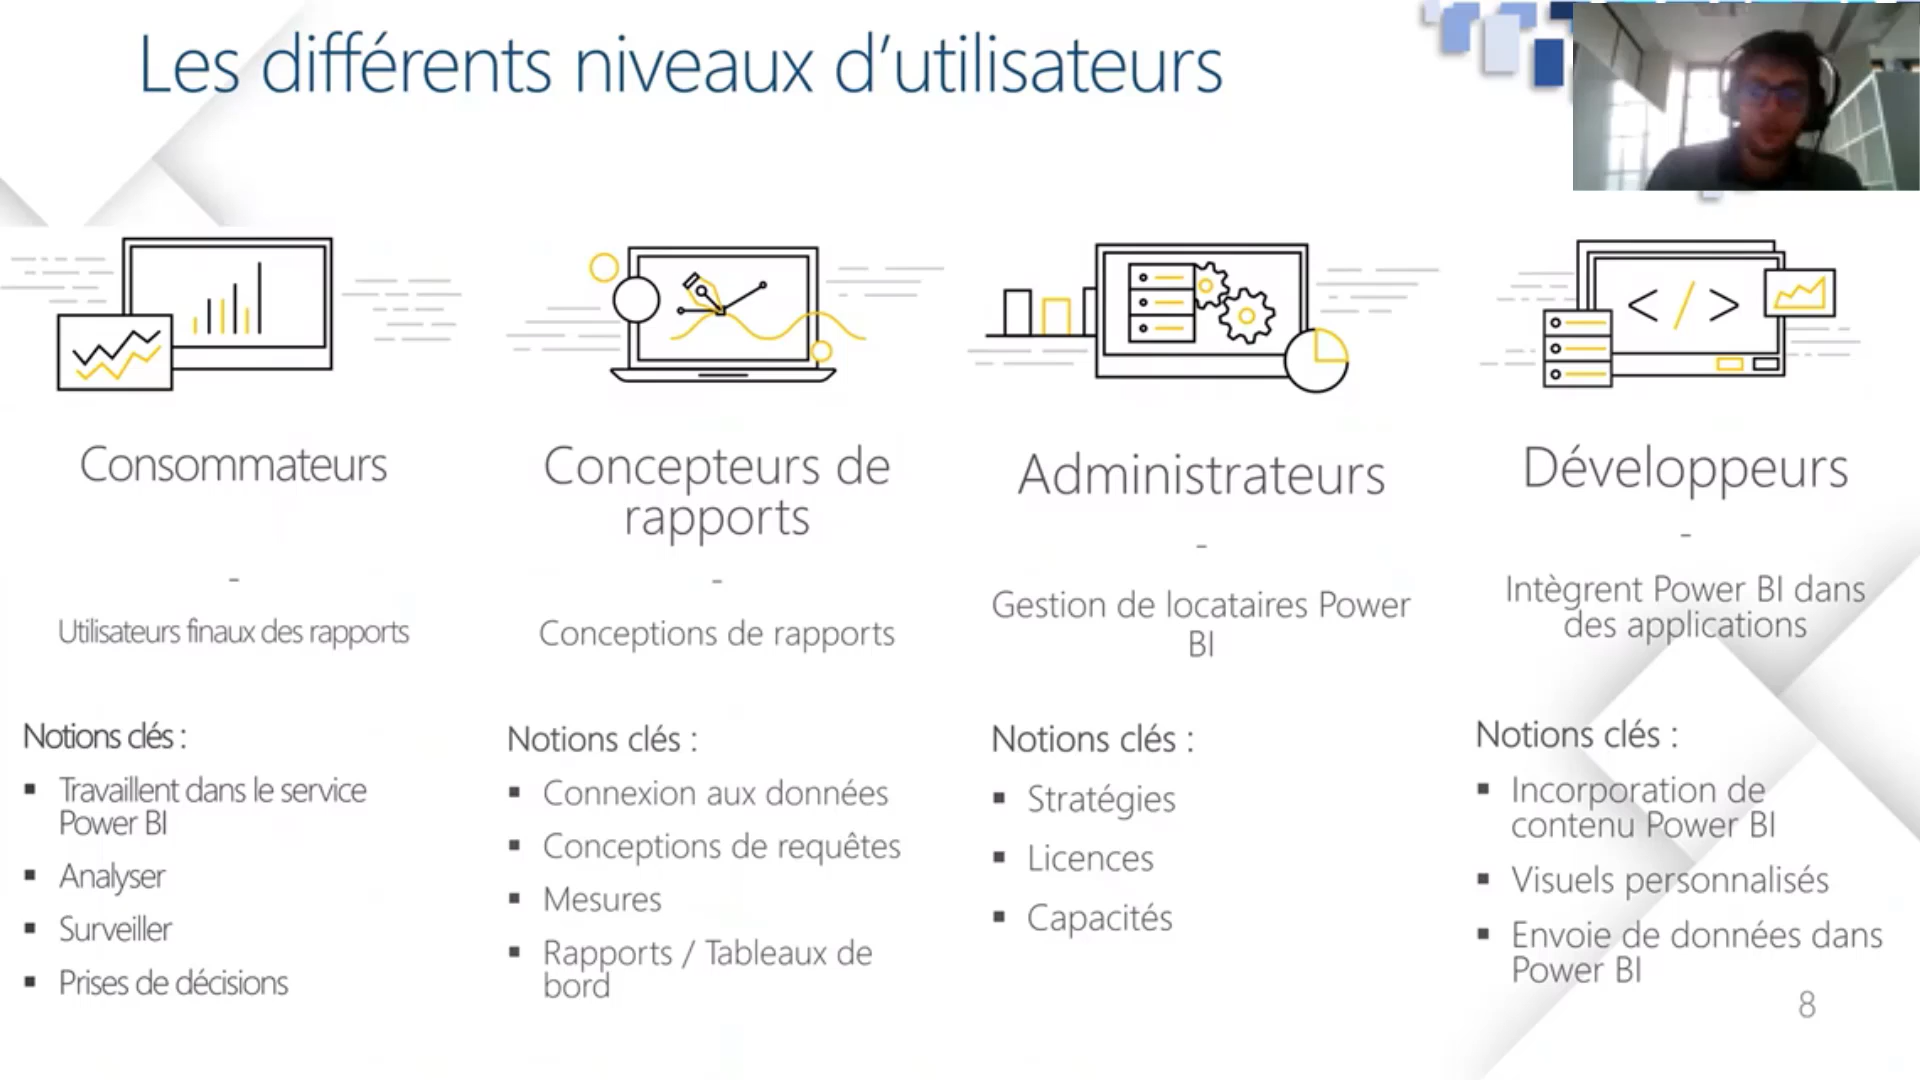 Les différents niveaux d’utilisateurs
Consommateurs
-
Utilisateurs finaux des rapports
Notions clés :
▪ Travaillent dans le service
Power BI
▪ Analyser
▪ Surveiller
▪ Prises de décisions
Concepteurs de
rapports
-
Conceptions de rapports
Notions clés :
▪ Connexion aux données
▪ Conceptions de requêtes
▪ Mesures
▪ Rapports / Tableaux de
bord
Administrateurs
-
Gestion de locataires Power
BI
Notions clés :
▪ Stratégies
▪ Licences
▪ Capacités
</>
Développeurs
-
Intègrent Power BI dans
des applications
Notions clés :
▪ Incorporation de
contenu Power BI
▪ Visuels personnalisés
▪ Envoie de données dans
Power BI
8